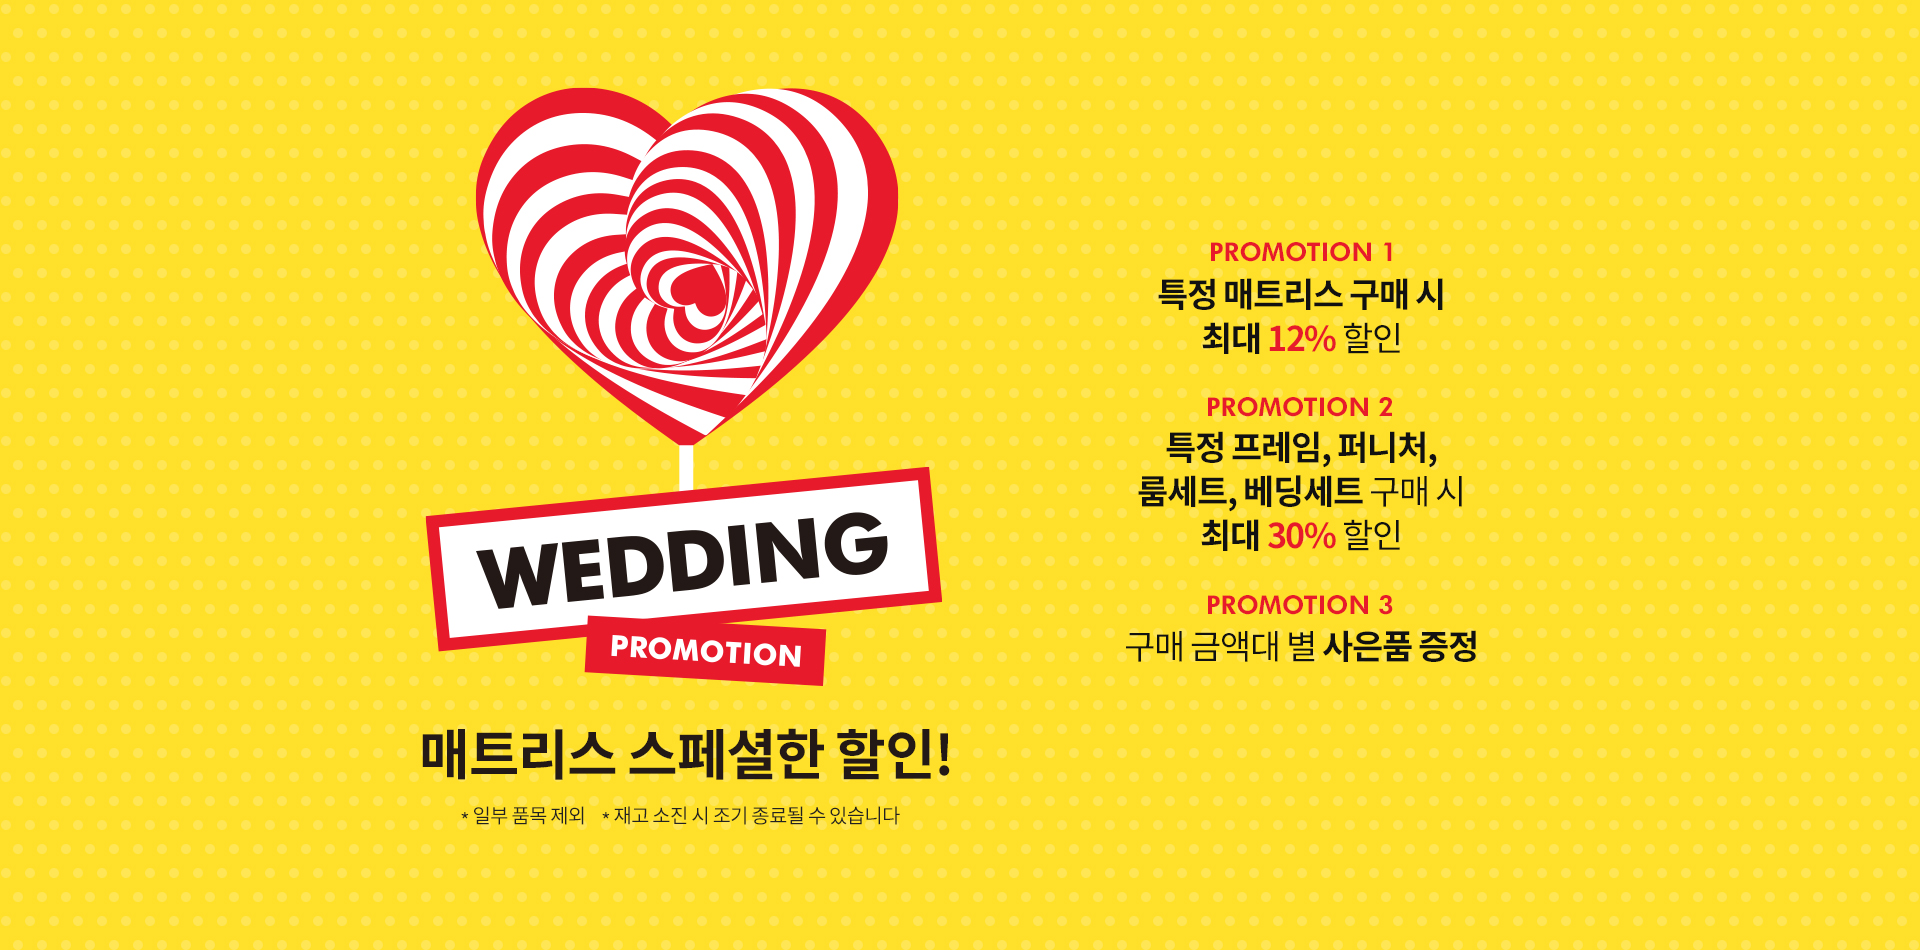 WEDDING
PROMOTION
매트리스 스페셜한 할인!
* 일부 품목 제외 * 재고 소진 시 조기 종료될 수 있습니다
PROMOTION 1
특정 매트리스 구매 시
최대 12% 할인
PROMOTION 2
특정 프레임, 퍼니처,
룸세트, 베딩세트 구매 시
최대 30% 할인
PROMOTION 3
구매 금액대 별 사은품 증정